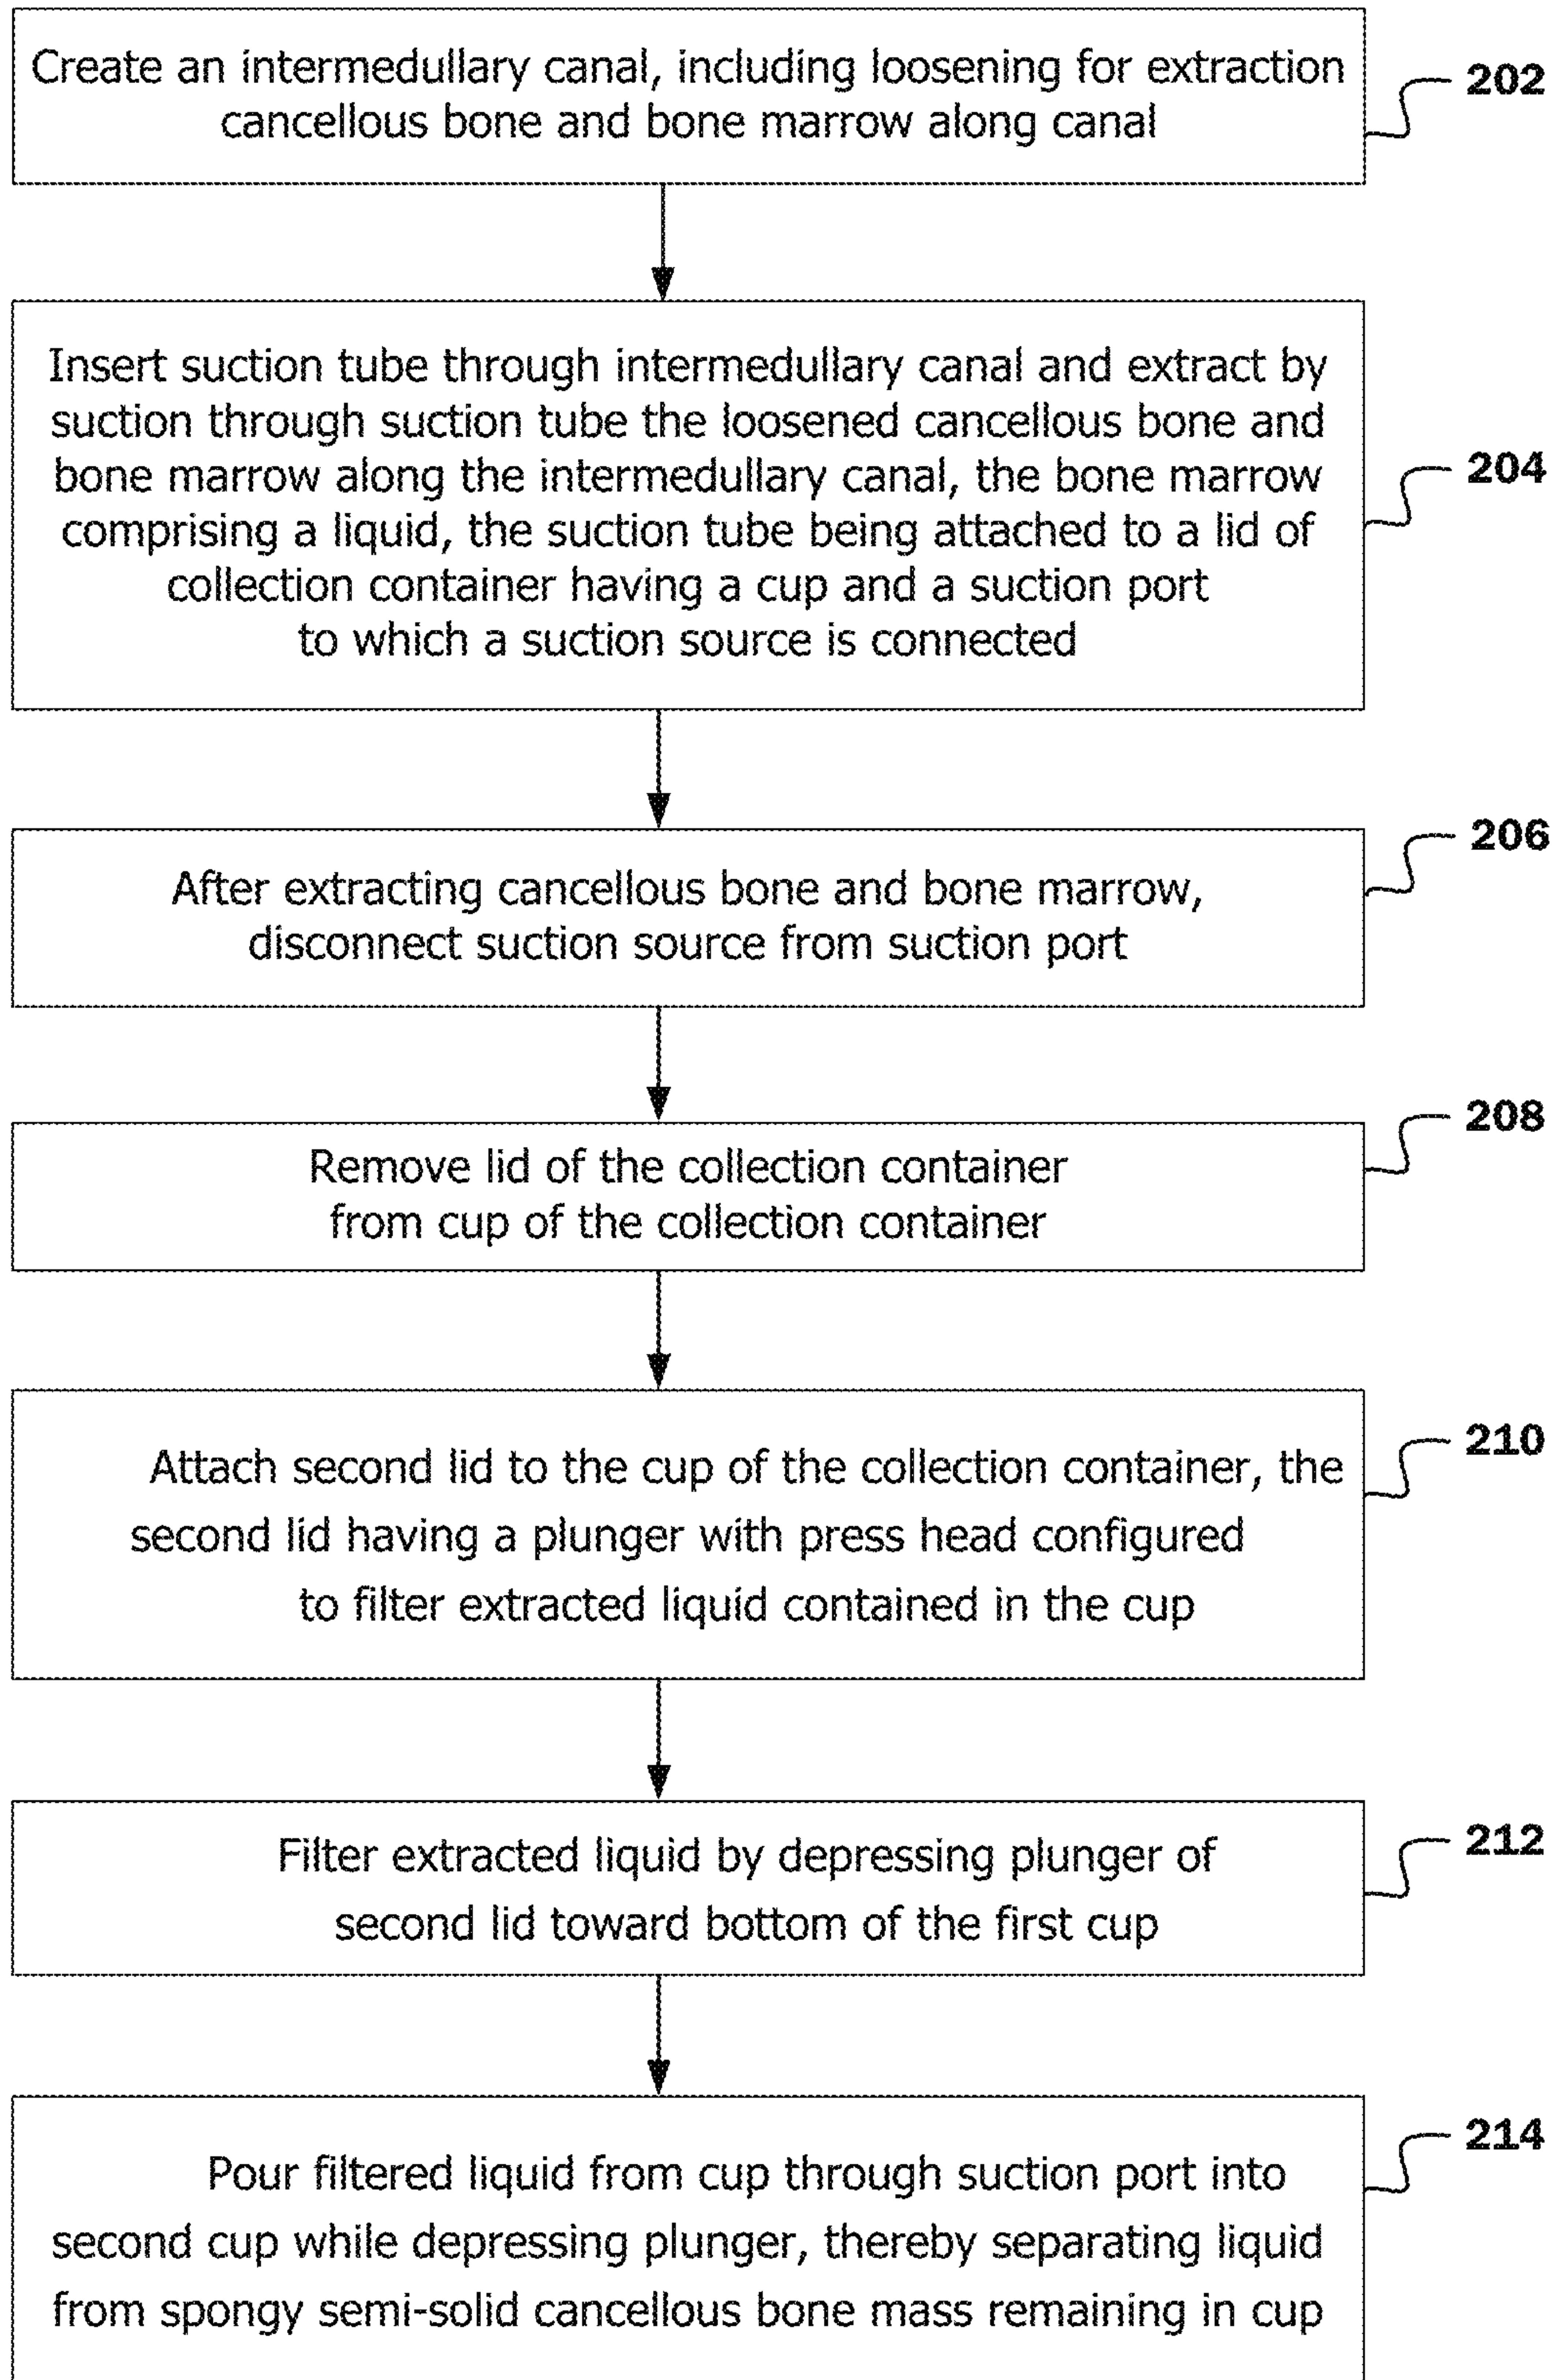 Create an intermedullary canal, including loosening for extraction
cancellous bone and bone marrow along canal
202
Insert suction tube through intermedullary canal and extract by
suction through suction tube the loosened cancellous bone and
bone marrow along the intermedullary canal, the bone marrow
comprising a liquid, the suction tube being attached to a lid of
collection container having a cup and a suction port
to which a suction source is connected
204
After extracting cancellous bone and bone marrow,
disconnect suction source from suction port
206
Remove lid of the collection container
from cup of the collection container
208
Attach second lid to the cup of the collection container, the
second lid having a plunger with press head configured
to filter extracted liquid contained in the cup
210
Filter extracted liquid by depressing plunger of
second lid toward bottom of the first cup
212
Pour filtered liquid from cup through suction port into
second cup while depressing plunger, thereby separating liquid
from spongy semi-solid cancellous bone mass remaining in cup
214